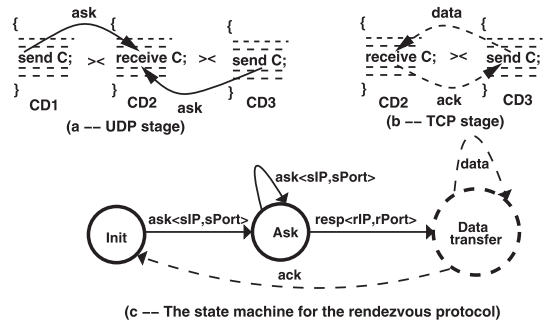 ask
data
{ { {
{ {
send C; >< receive C; >< send C;
receive C; >< send C;
} } }
} }
ask
ack
CD1 CD2 CD3
CD2 CD3
(a -- UDP stage)
(b -- TCP stage)
data
ask<sIP,sPort>
ask<sIP,sPort>
resp<rIP,rPort>
Init
Ask
Data
transfer
ack
(c -- The state machine for the rendezvous protocol)